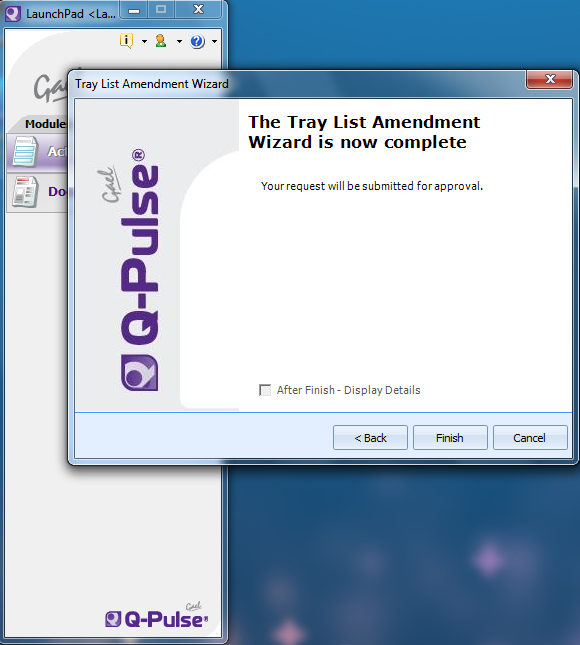 LaunchPad <La...
Tray List Amendment Wizard
Gael
Module
Ac
Do
Gael
Q-Pulse®
The Tray List Amendment
Wizard is now complete
Your request will be submitted for approval.
After Finish - Display Details
< Back
Finish
Cancel
Gael
Q-Pulse®